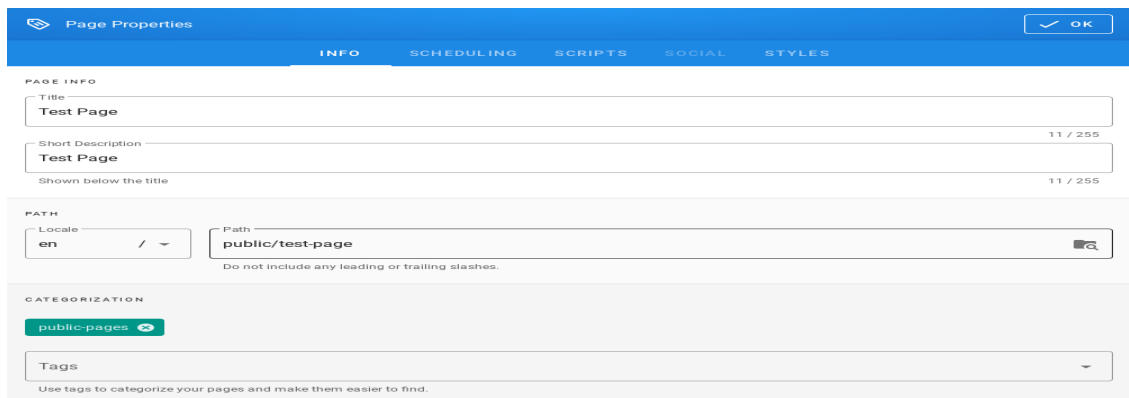 Page Properties
OK
INFO SCHEDULING SCRIPTS SOCIAL STYLES
PAGE INFO
Title
Test Page
11 / 255
Short Description
Test Page
Shown below the title 11 / 255
PATH
Locale Path
en / public/test-page
Do not include any leading or trailing slashes.
CATEGORIZATION
public-pages
Tags
Use tags to categorize your pages and make them easier to find.